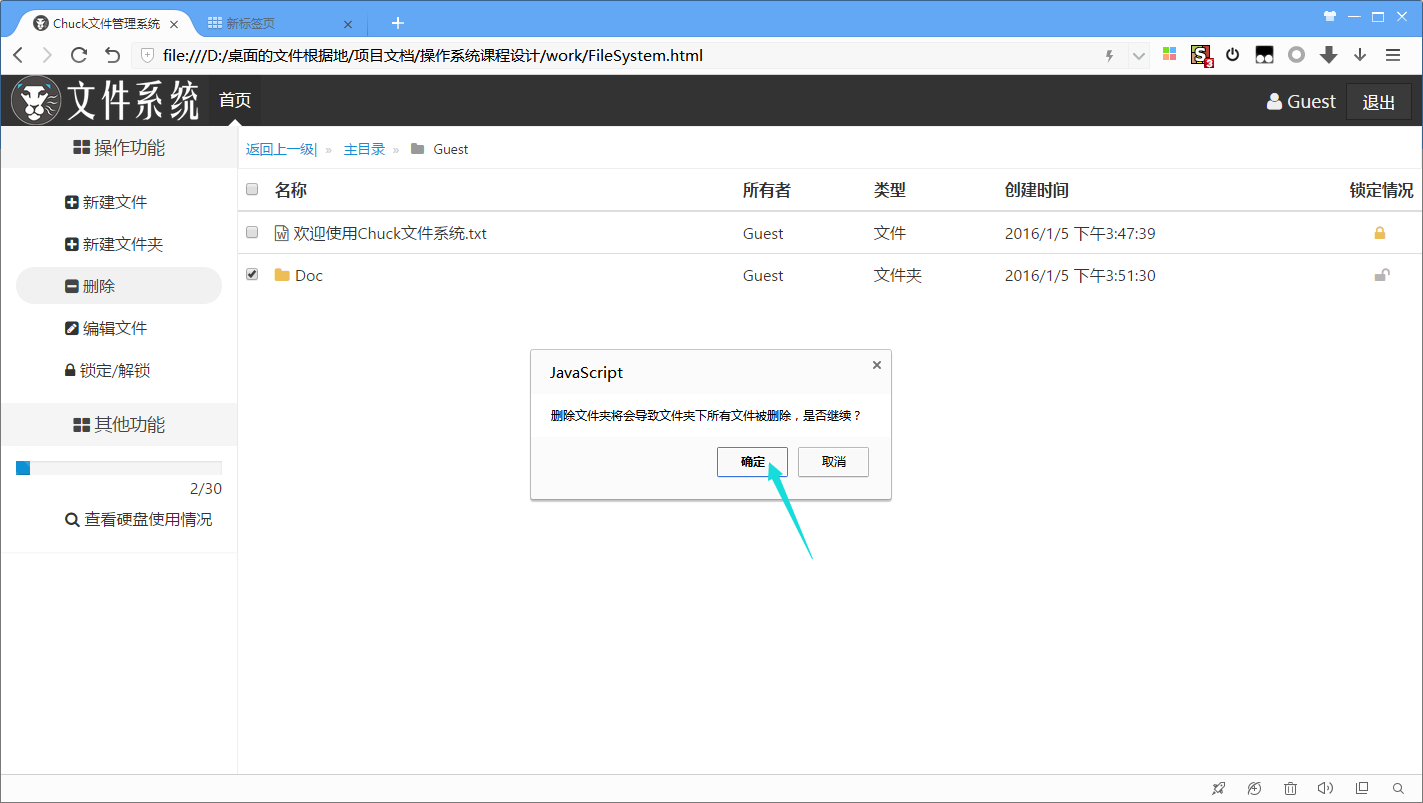 Chuck文件管理系统
新标签页
file:///D:/桌面的文件根据地/项目文档/操作系统课程设计/work/FileSystem.html
S
3
文件系统
首页
Guest
退出
操作功能
返回上一级| » 主目录 » Guest
新建文件
新建文件夹
删除
编辑文件
锁定/解锁
其他功能
2/30
查看硬盘使用情况
名称 所有者 类型 创建时间 锁定情况
W 欢迎使用Chuck文件系统.txt Guest 文件 2016/1/5 下午3:47:39
Doc Guest 文件夹 2016/1/5 下午3:51:30
JavaScript
删除文件夹将会导致文件夹下所有文件被删除，是否继续？
确定 取消